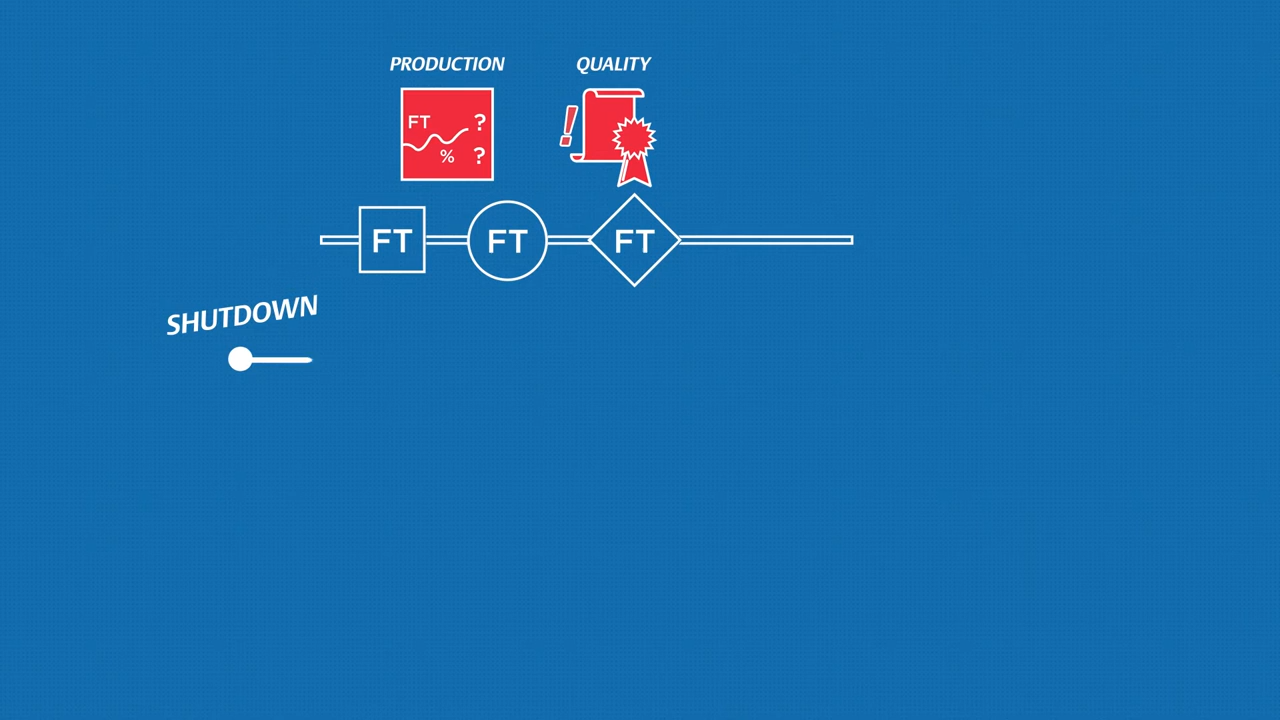 PRODUCTION
QUALITY
FT ?
% ?
!
FT FT FT
SHUTDOWN